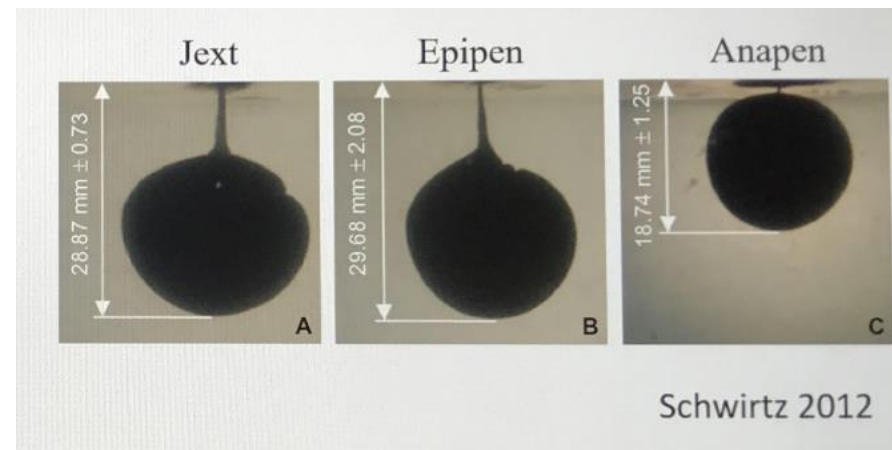 Jext
Epipen
Anapen
28.87 mm ± 0.73
29.68 mm ± 2.08
18.74 mm ± 1.25
A
B
C
Schwirtz 2012